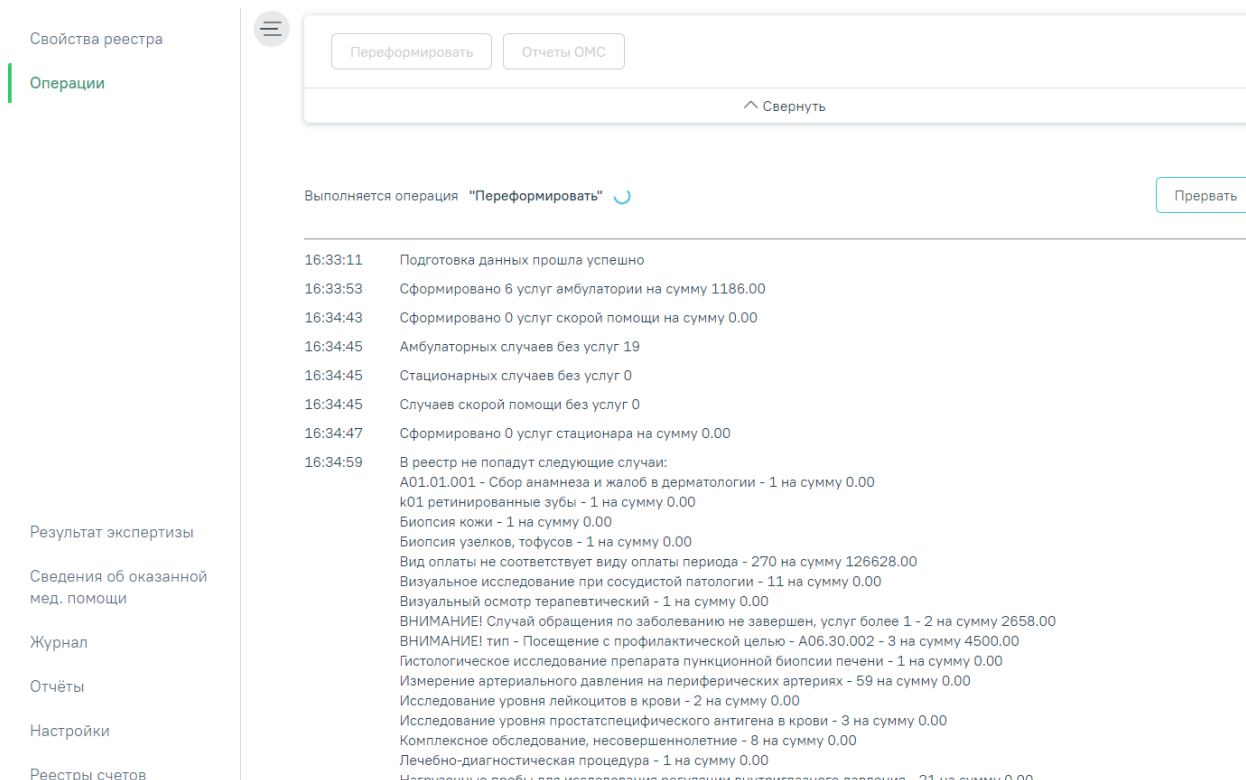 Свойства реестра
Операции
Переформировать
Отчеты ОМС
Свернуть
Выполняется операция "Переформировать"
Прервать
16:33:11 Подготовка данных прошла успешно
16:33:53 Сформировано 6 услуг амбулатории на сумму 1186.00
16:34:43 Сформировано 0 услуг скорой помощи на сумму 0.00
16:34:45 Амбулаторных случаев без услуг 19
16:34:45 Стационарных случаев без услуг 0
16:34:45 Случаев скорой помощи без услуг 0
16:34:47 Сформировано 0 услуг стационара на сумму 0.00
16:34:59 В реестр не попадут следующие случаи:
A01.01.001 - Сбор анамнеза и жалоб в дерматологии - 1 на сумму 0.00
k01 ретинированные зубы - 1 на сумму 0.00
Биопсия кожи - 1 на сумму 0.00
Биопсия узелков, тофусов - 1 на сумму 0.00
Вид оплаты не соответствует виду оплаты периода - 270 на сумму 126628.00
Визуальное исследование при сосудистой патологии - 11 на сумму 0.00
Визуальный осмотр терапевтический - 1 на сумму 0.00
ВНИМАНИЕ! Случай обращения по заболеванию не завершен, услуг более 1 - 2 на сумму 2658.00
ВНИМАНИЕ! тип - Посещение с профилактической целью - A06.30.002 - 3 на сумму 4500.00
Гистологическое исследование препарата пункционной биопсии печени - 1 на сумму 0.00
Измерение артериального давления на периферических артериях - 59 на сумму 0.00
Исследование уровня лейкоцитов в крови - 2 на сумму 0.00
Исследование уровня простатспецифического антигена в крови - 3 на сумму 0.00
Комплексное обследование, несовершеннолетние - 8 на сумму 0.00
Лечебно-диагностическая процедура - 1 на сумму 0.00
Нагрузочные пробы для исследования регуляции внутриглазного давления - 21 на сумму 0.00
Результат экспертизы
Сведения об оказанной
мед. помощи
Журнал
Отчёты
Настройки
Реестры счетов